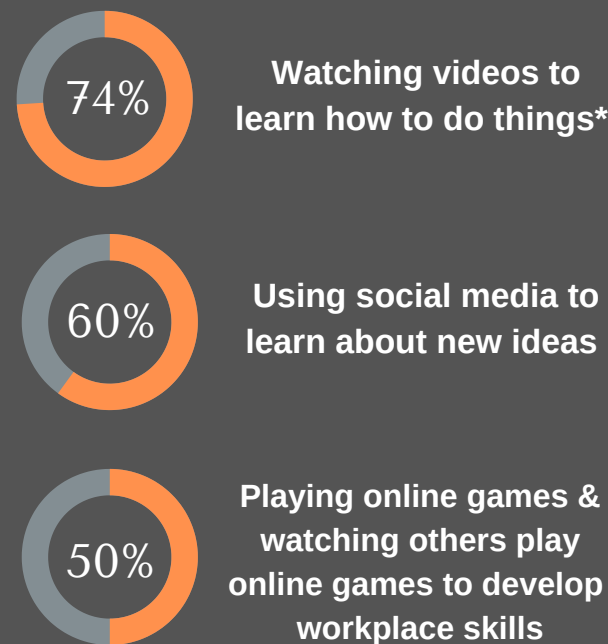 74%
Watching videos to
learn how to do things*
60%
Using social media to
learn about new ideas
50%
Playing online games &
watching others play
online games to develop
workplace skills